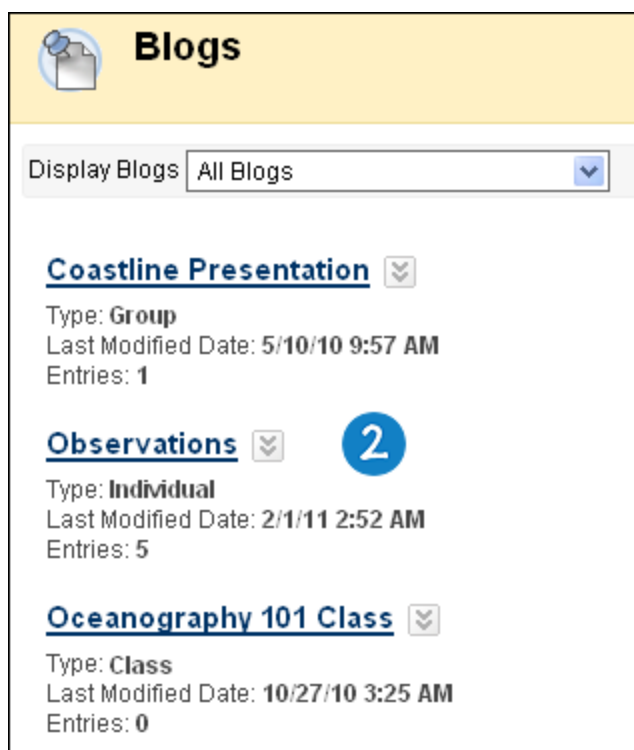 Blogs
Display Blogs All Blogs
Coastline Presentation
Type: Group
Last Modified Date: 5/10/10 9:57 AM
Entries: 1
Observations 2
Type: Individual
Last Modified Date: 2/1/11 2:52 AM
Entries: 5
Oceanography 101 Class
Type: Class
Last Modified Date: 10/27/10 3:25 AM
Entries: 0